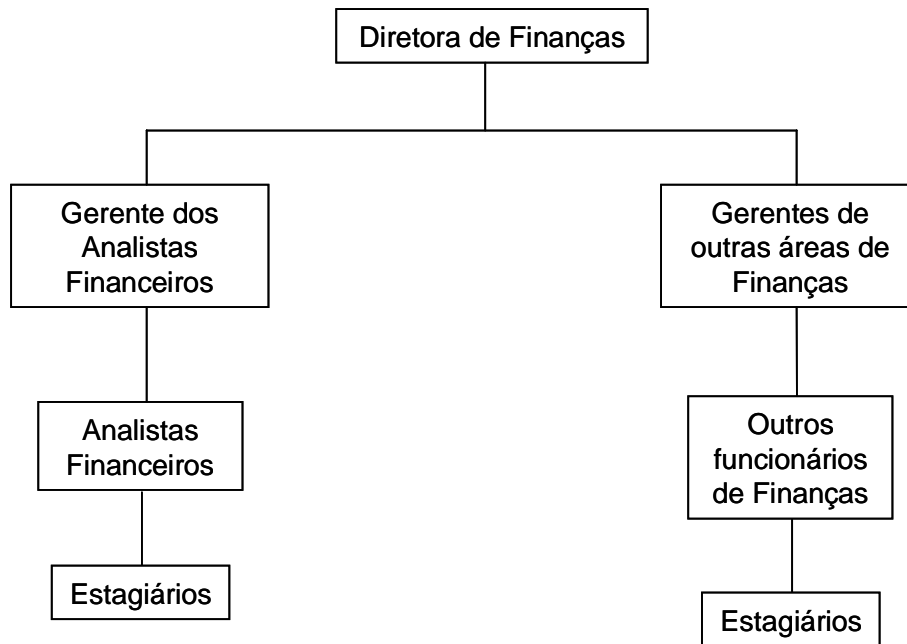 Diretora de Finanças
Gerente dos
Analistas
Financeiros
Gerentes de
outras áreas de
Finanças
Analistas
Financeiros
Outros
funcionários
de Finanças
Estagiários
Estagiários